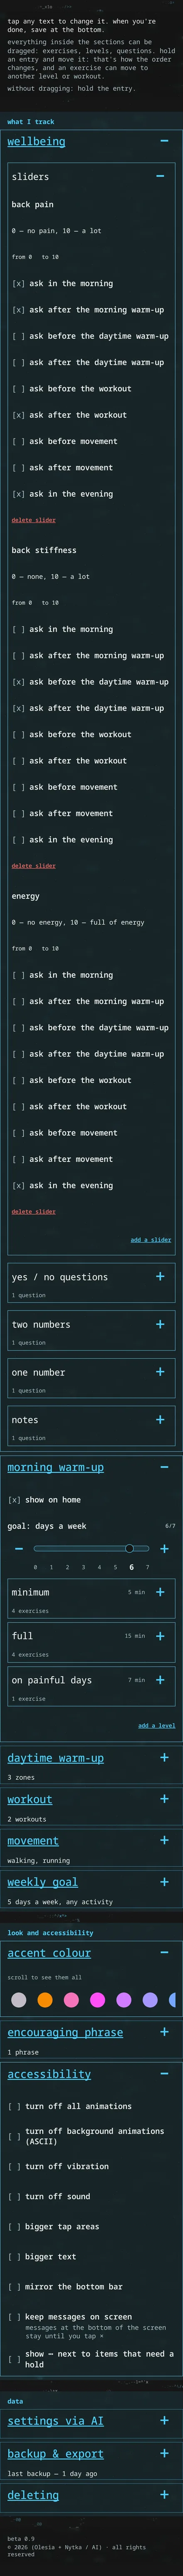 tap any text to change it. when you're
done, save at the bottom.
everything inside the sections can be
dragged: exercises, levels, questions. hold
an entry and move it: that's how the order
changes, and an exercise can move to
another level or workout.
without dragging: hold the entry.
what I track
wellbeing −
sliders −
back pain
0 — no pain, 10 — a lot
from 0 to 10
[x] ask in the morning
[x] ask after the morning warm-up
[ ] ask before the daytime warm-up
[ ] ask after the daytime warm-up
[ ] ask before the workout
[x] ask after the workout
[ ] ask before movement
[ ] ask after movement
[x] ask in the evening
delete slider
back stiffness
0 — none, 10 — a lot
from 0 to 10
[ ] ask in the morning
[ ] ask after the morning warm-up
[x] ask before the daytime warm-up
[x] ask after the daytime warm-up
[ ] ask before the workout
[ ] ask after the workout
[ ] ask before movement
[ ] ask after movement
[ ] ask in the evening
delete slider
energy
0 — no energy, 10 — full of energy
from 0 to 10
[ ] ask in the morning
[ ] ask after the morning warm-up
[ ] ask before the daytime warm-up
[ ] ask after the daytime warm-up
[ ] ask before the workout
[ ] ask after the workout
[ ] ask before movement
[ ] ask after movement
[x] ask in the evening
delete slider
add a slider
yes / no questions +
1 question
two numbers +
1 question
one number +
1 question
notes +
1 question
morning warm-up −
[x] show on home
goal: days a week 6/7
− +
0 1 2 3 4 5 6 7
minimum 5 min +
4 exercises
full 15 min +
4 exercises
on painful days 7 min +
1 exercise
add a level
daytime warm-up +
3 zones
workout +
2 workouts
movement +
walking, running
weekly goal +
5 days a week, any activity
look and accessibility
accent colour −
scroll to see them all
encouraging phrase +
1 phrase
accessibility −
[ ] turn off all animations
[ ] turn off background animations
(ASCII)
[ ] turn off vibration
[ ] turn off sound
[ ] bigger tap areas
[ ] bigger text
[ ] mirror the bottom bar
[ ] keep messages on screen
messages at the bottom of the screen
stay until you tap ×
[ ] show ⋯ next to items that need a
hold
data
settings via AI +
backup & export +
last backup — 1 day ago
deleting +
beta 0.9
© 2026 (Olesia + Nytka / AI) · all rights
reserved